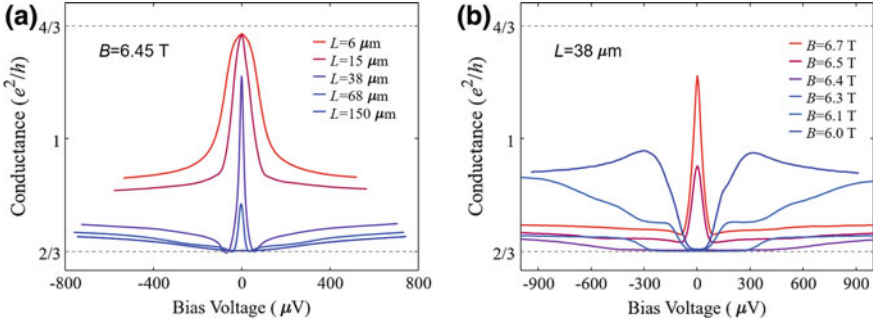 (a)
B=6.45 T
L=6 μm
L=15 μm
L=38 μm
L=68 μm
L=150 μm
4/3
1
2/3
Conductance (e²/h)
-800 -400 0 400 800
Bias Voltage ( μV)
(b)
L=38 μm
B=6.7 T
B=6.5 T
B=6.4 T
B=6.3 T
B=6.1 T
B=6.0 T
4/3
1
2/3
Conductance (e²/h)
-900 -600 -300 0 300 600 900
Bias Voltage ( μV)